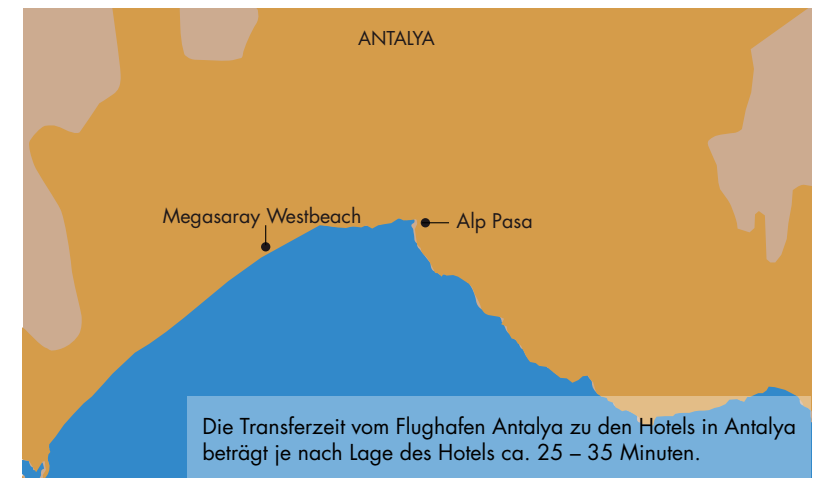 ANTALYA
Megasaray Westbeach
Alp Pasa
Die Transferzeit vom Flughafen Antalya zu den Hotels in Antalya
beträgt je nach Lage des Hotels ca. 25 – 35 Minuten.